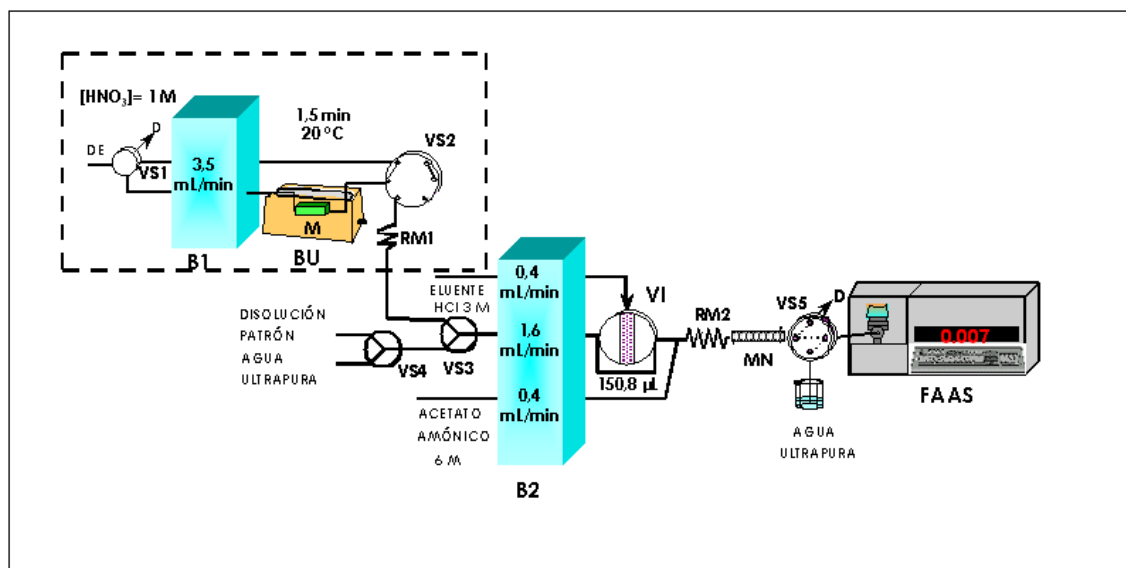 [HNO₃]= 1 M
1,5 min
20 ºC
D
VS2
DE
VS1
3,5
mL/min
M
RM1
B1
BU
0,4
mL/min
ELUENTE
HCl 3 M
VI
DISOLUCIÓN
PATRÓN
AGUA
ULTRAPURA
VS4
VS3
1,6
mL/min
RM2
VS5
D
0.007
MN
150,8 µL
FAAS
0,4
mL/min
ACETATO
AMÓNICO
6 M
AGUA
ULTRAPURA
B2